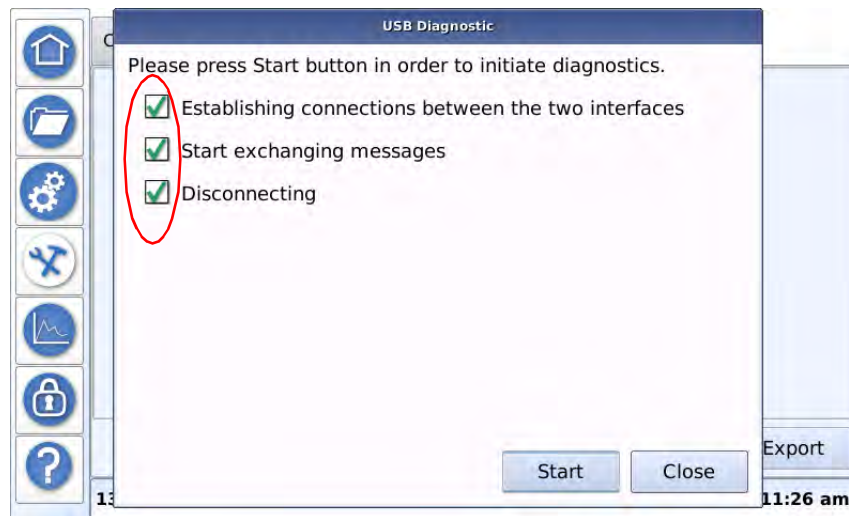 USB Diagnostic
Please press Start button in order to initiate diagnostics.
Establishing connections between the two interfaces
Start exchanging messages
Disconnecting
Export
Start Close
11:26 am